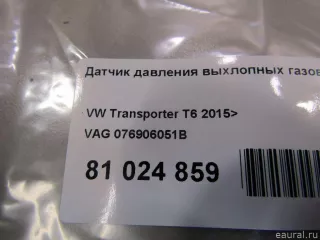 Датчик давления выхлопных газов
VW Transporter T6 2015>
VAG 076906051B
81 024 859
eaural.ru